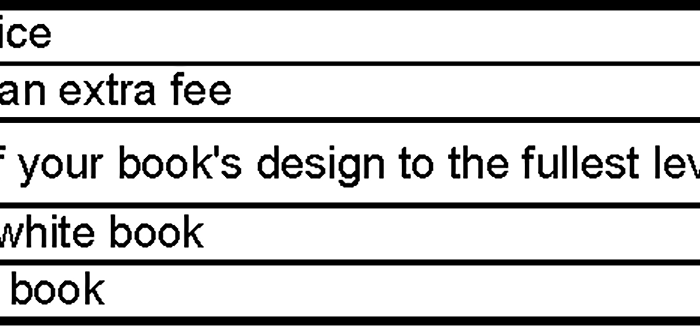 ice
an extra fee
f your book's design to the fullest lev
white book
book